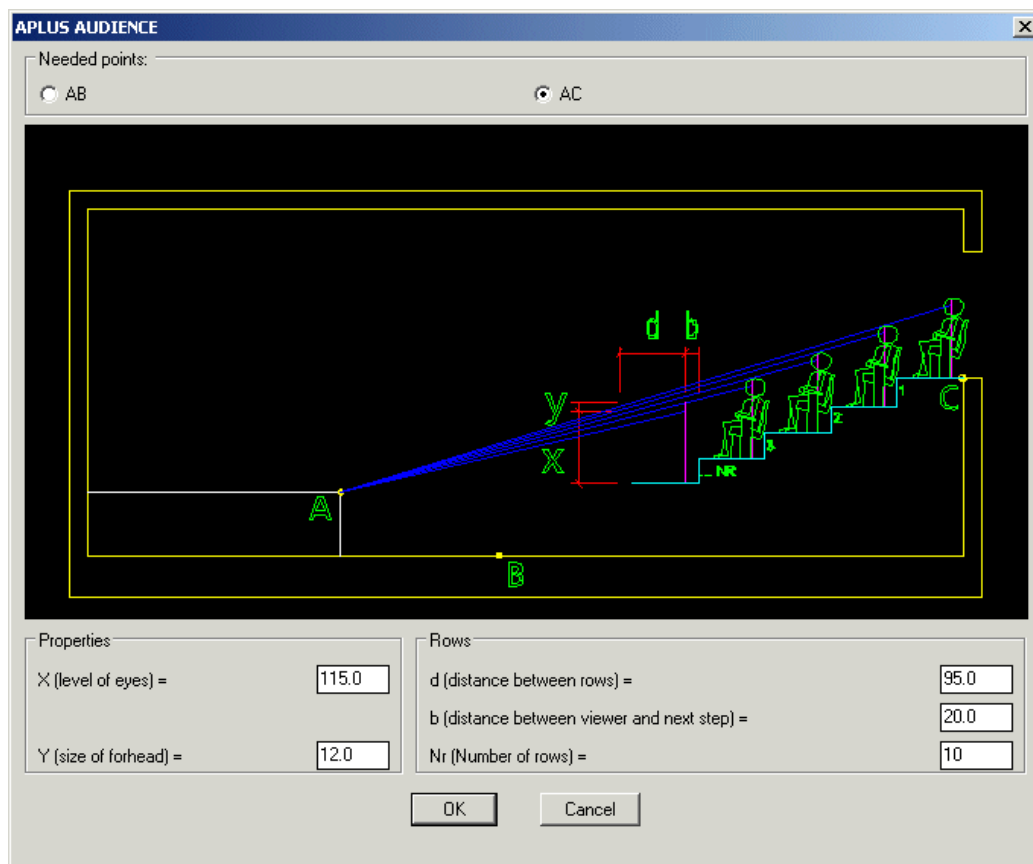 APLUS AUDIENCE
Needed points:
AB
AC
d b
y
x
A
B
C
1
2
3
NR
Properties
X (level of eyes) = 115.0
Y (size of forhead) = 12.0
Rows
d (distance between rows) = 95.0
b (distance between viewer and next step) = 20.0
Nr (Number of rows) = 10
OK Cancel